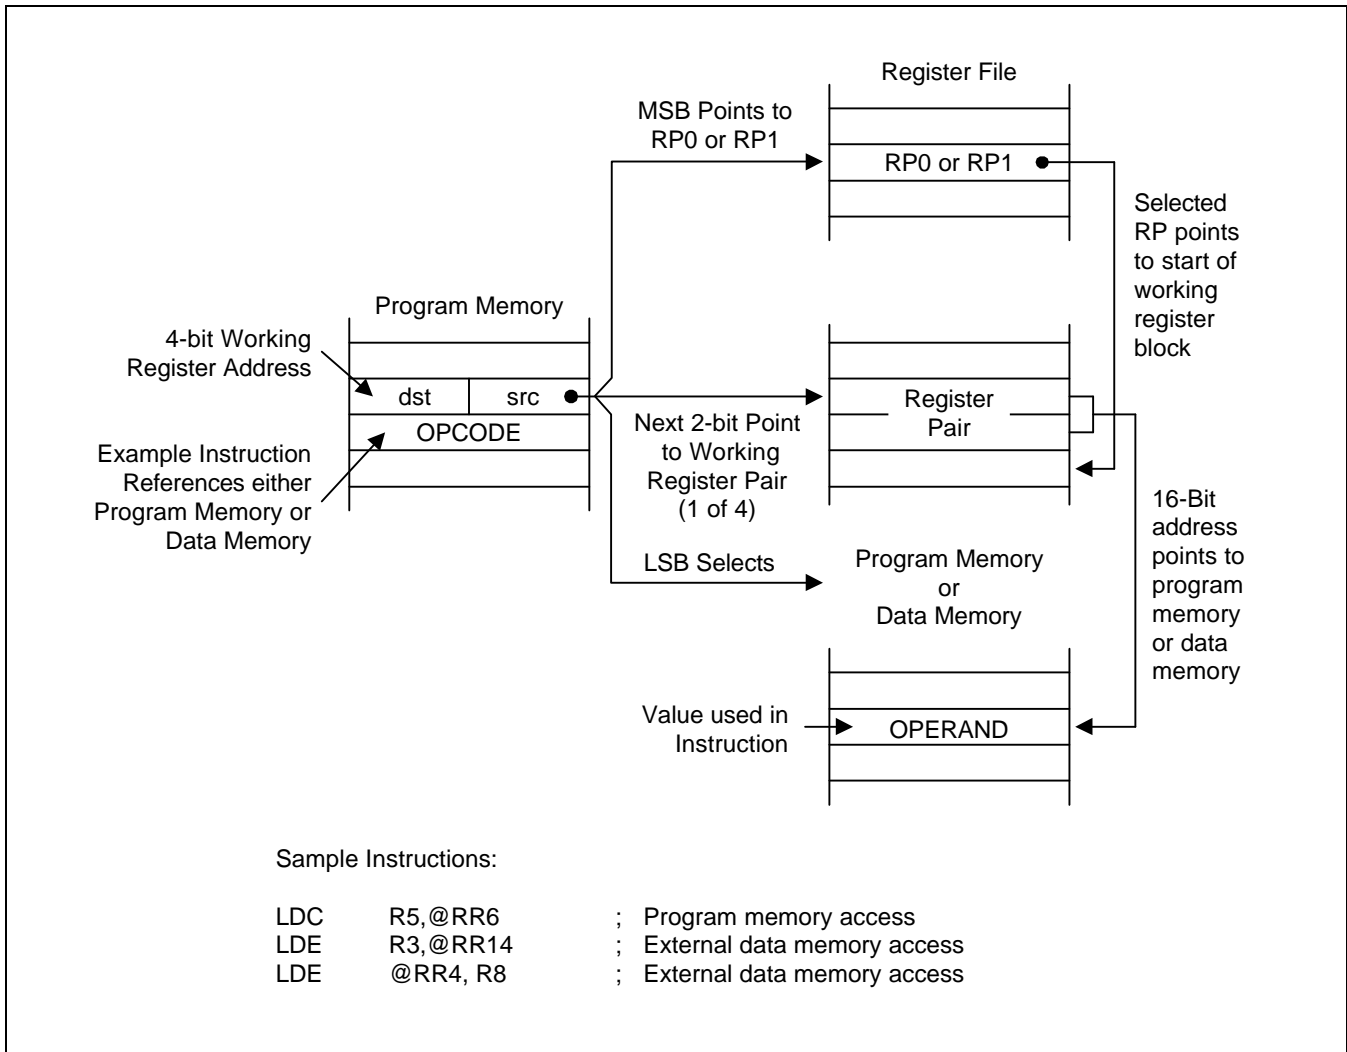 Register File
MSB Points to
RP0 or RP1
RP0 or RP1
Selected
RP points
to start of
working
register
block
Program Memory
4-bit Working
Register Address
dst src
OPCODE
Example Instruction
References either
Program Memory or
Data Memory
Next 2-bit Point
to Working
Register Pair
(1 of 4)
Register
Pair
LSB Selects
Program Memory
or
Data Memory
16-Bit
address
points to
program
memory
or data
memory
Value used in
Instruction
OPERAND
Sample Instructions:
LDC R5,@RR6 ; Program memory access
LDE R3,@RR14 ; External data memory access
LDE @RR4, R8 ; External data memory access